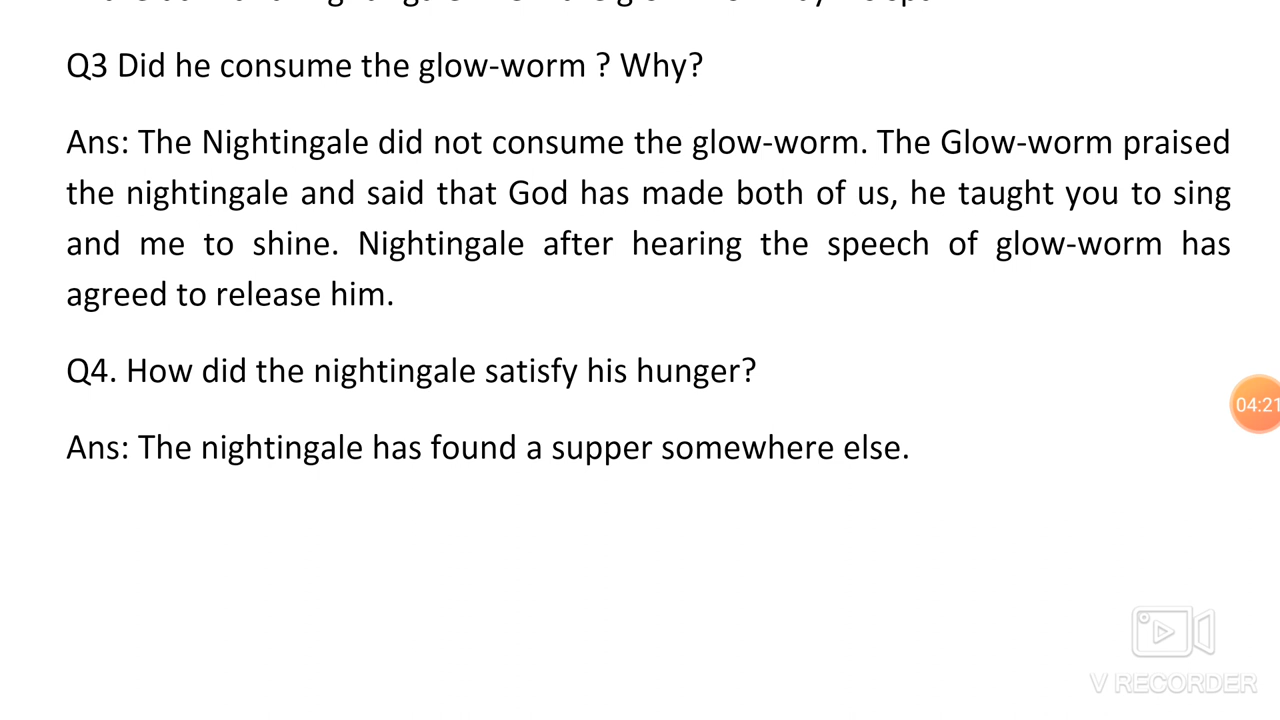 Q3 Did he consume the glow-worm ? Why?
Ans: The Nightingale did not consume the glow-worm. The Glow-worm praised
the nightingale and said that God has made both of us, he taught you to sing
and me to shine. Nightingale after hearing the speech of glow-worm has
agreed to release him.
Q4. How did the nightingale satisfy his hunger?
04:21
Ans: The nightingale has found a supper somewhere else.
V RECORDER